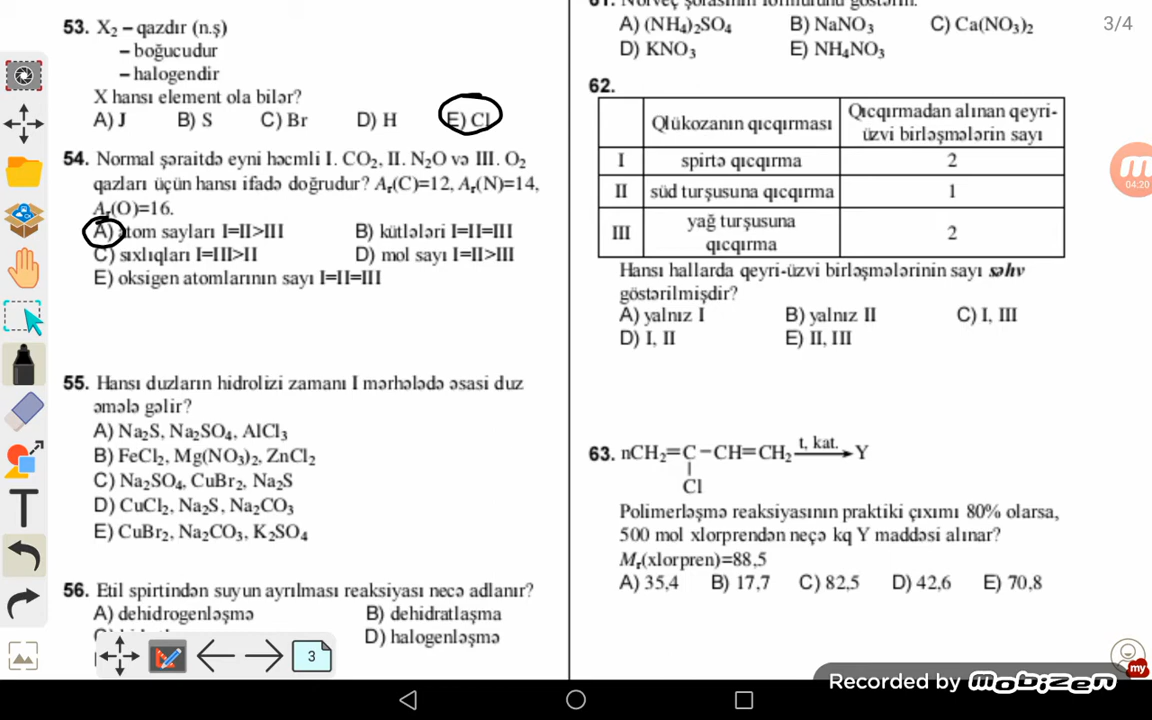 53. X₂ – qazdır (n.ş)
– boğucudur
– halogendir
X hansı element ola bilər?
A) J B) S C) Br D) H E) Cl
54. Normal şəraitdə eyni həcmli I. CO₂, II. N₂O və III. O₂
qazları üçün hansı ifadə doğrudur? Aᵣ(C)=12, Aᵣ(N)=14,
Aᵣ(O)=16.
A) atom sayları I=II>III B) kütlələri I=II=III
C) sıxlıqları I=III>II D) mol sayı I=II>III
E) oksigen atomlarının sayı I=II=III
55. Hansı duzların hidrolizi zamanı I mərhələdə əsasi duz
əmələ gəlir?
A) Na₂S, Na₂SO₄, AlCl₃
B) FeCl₂, Mg(NO₃)₂, ZnCl₂
C) Na₂SO₄, CuBr₂, Na₂S
D) CuCl₂, Na₂S, Na₂CO₃
E) CuBr₂, Na₂CO₃, K₂SO₄
56. Etil spirtindən suyun ayrılması reaksiyası necə adlanır?
A) dehidrogenləşmə B) dehidratlaşma
D) halogenləşmə
61. Norveç şorasının formulunu göstərin.
A) (NH₄)₂SO₄ B) NaNO₃ C) Ca(NO₃)₂
D) KNO₃ E) NH₄NO₃
3/4
62.
Qlükozanın qıcqırması Qıcqırmadan alınan qeyri-
üzvi birləşmələrin sayı
I spirtə qıcqırma 2
II süd turşusuna qıcqırma 1
III yağ turşusuna
qıcqırma 2
Hansı hallarda qeyri-üzvi birləşmələrinin sayı səhv
göstərilmişdir?
A) yalnız I B) yalnız II C) I, III
D) I, II E) II, III
63. nCH₂=C–CH=CH₂ t, kat. Y
Cl
Polimerləşmə reaksiyasının praktiki çıxımı 80% olarsa,
500 mol xlorprendən neçə kq Y maddəsi alınar?
Mᵣ(xlorpren)=88,5
A) 35,4 B) 17,7 C) 82,5 D) 42,6 E) 70,8
04:20
T
3
my
Recorded by mobizen